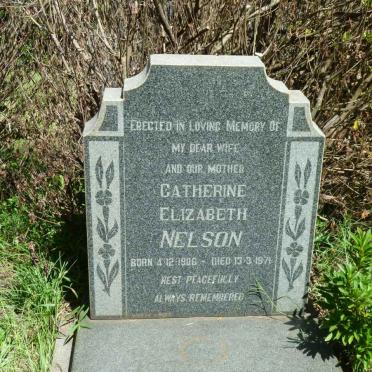 ERECTED IN LOVING MEMORY OF
MY DEAR WIFE
AND OUR MOTHER
CATHERINE
ELIZABETH
NELSON
BORN 4-12-1906 - DIED 13-3-1971
REST PEACEFULLY
ALWAYS REMEMBERED